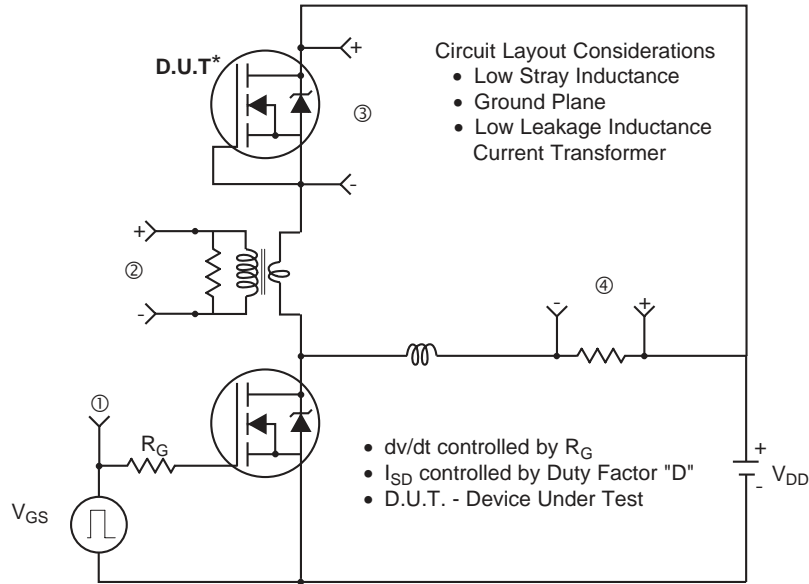 D.U.T*
+
③
-
Circuit Layout Considerations
• Low Stray Inductance
• Ground Plane
• Low Leakage Inductance
Current Transformer
+
②
-
④
-
+
①
R_G
V_GS
• dv/dt controlled by R_G
• I_SD controlled by Duty Factor "D"
• D.U.T. - Device Under Test
+
-
V_DD